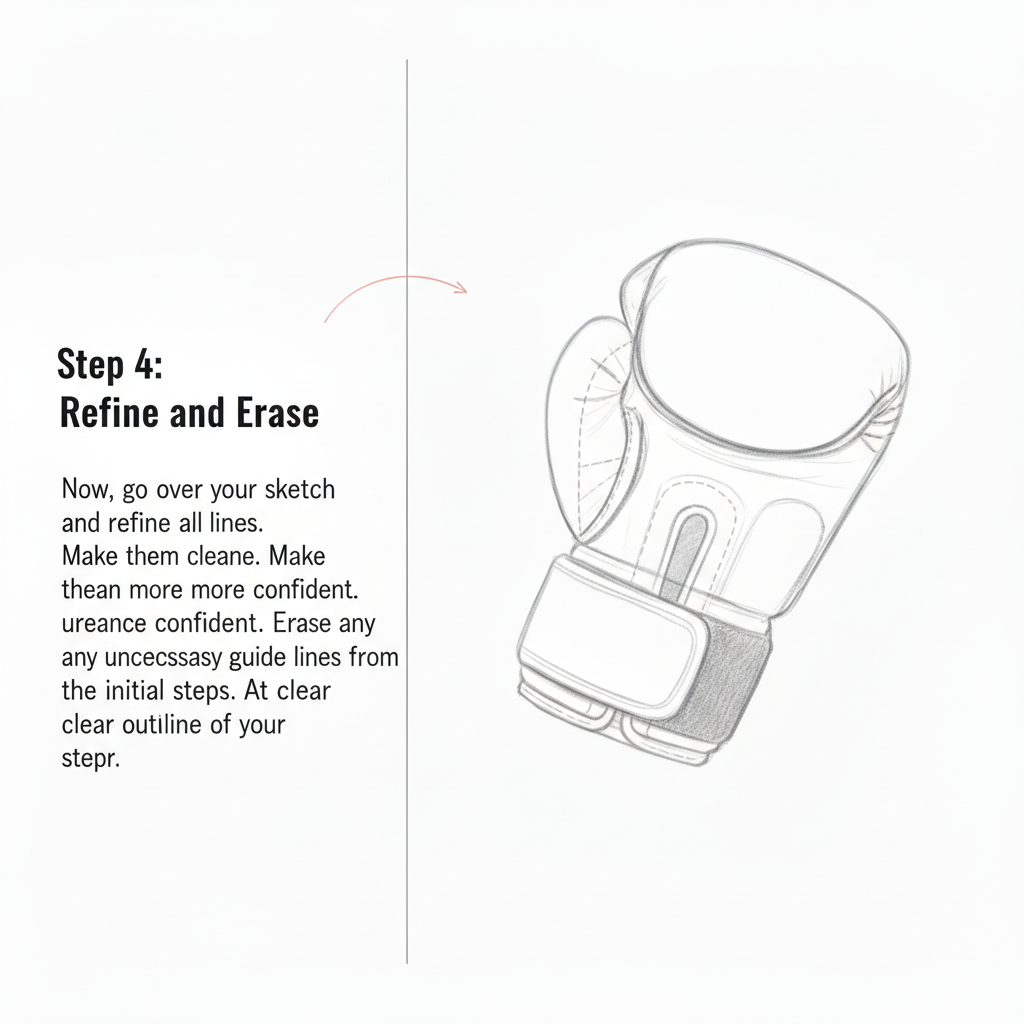 Step 4:
Refine and Erase
Now, go over your sketch
and refine all lines.
Make them cleane. Make
thean more more confident.
ureance confident. Erase any
any uncecssasy guide lines from
the initial steps. At clear
clear outlline of your
stepr.